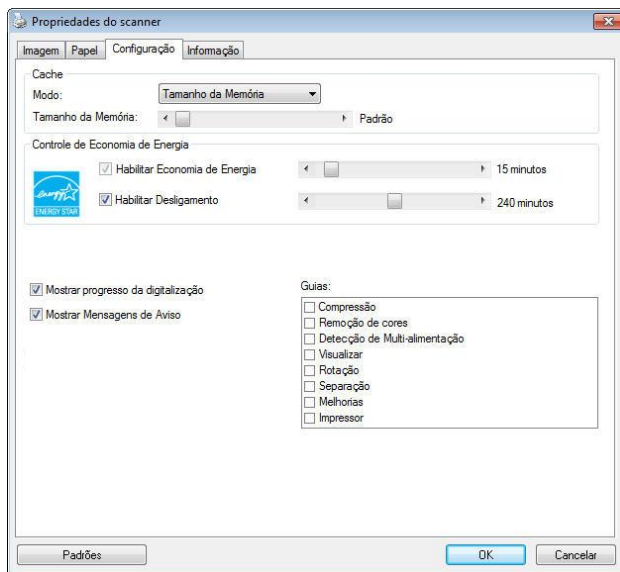 Propriedades do scanner
Imagem Papel Configuração Informação
Cache
Modo: Tamanho da Memória
Tamanho da Memória: Padrão
Controle de Economia de Energia
energy
ENERGY STAR
Habilitar Economia de Energia 15 minutos
Habilitar Desligamento 240 minutos
Mostrar progresso da digitalização
Mostrar Mensagens de Aviso
Guias:
Compressão
Remoção de cores
Detecção de Multi-alimentação
Visualizar
Rotação
Separação
Melhorias
Impressor
Padrões OK Cancelar